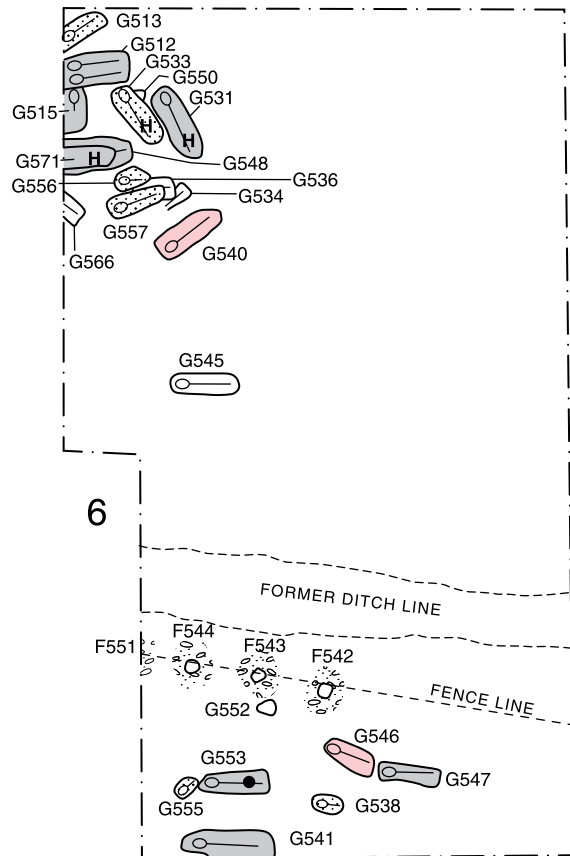 G513
G512
G533
G550
G531
G515
H
H
G571
H
G548
G556
G536
G534
G557
G540
G566
G545
6
FORMER DITCH LINE
F551
F544
F543
F542
FENCE LINE
G552
G546
G553
G547
G555
G538
G541